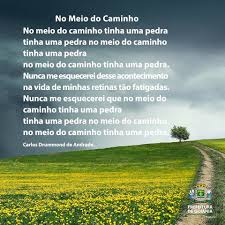 No Meio do Caminho
No meio do caminho tinha uma pedra
tinha uma pedra no meio do caminho
tinha uma pedra
no meio do caminho tinha uma pedra.
Nunca me esquecerei desse acontecimento
na vida de minhas retinas tão fatigadas.
Nunca me esquecerei que no meio do
caminho tinha uma pedra
tinha uma pedra no meio do caminho
no meio do caminho tinha uma pedra.
Carlos Drummond de Andrade
PREFEITURA
DE GOIÂNIA